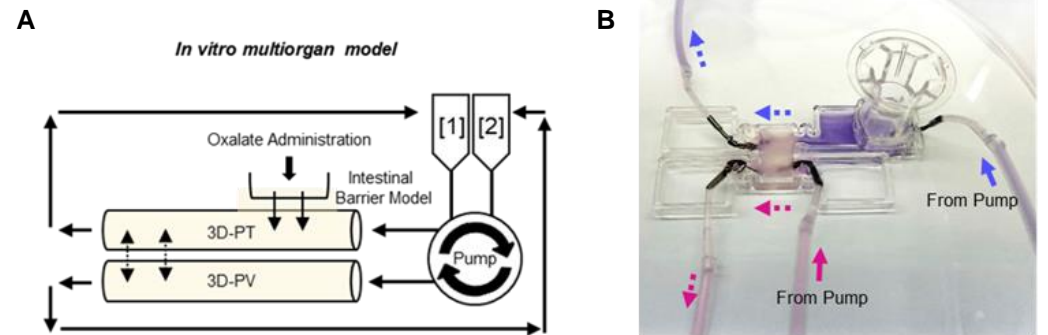 A
In vitro multiorgan model
[1] [2]
Oxalate Administration
Intestinal
Barrier Model
3D-PT
3D-PV
Pump
B
From Pump
From Pump